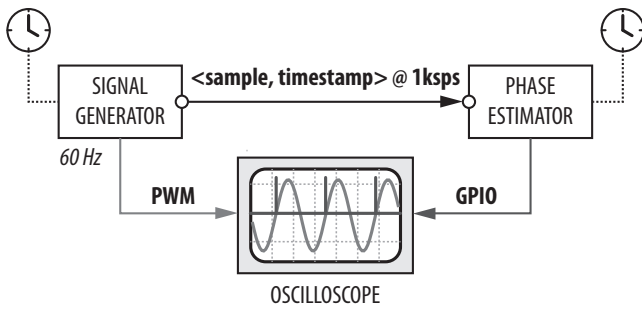 <sample, timestamp> @ 1ksps
SIGNAL
GENERATOR
PHASE
ESTIMATOR
60 Hz
PWM
GPIO
OSCILLOSCOPE